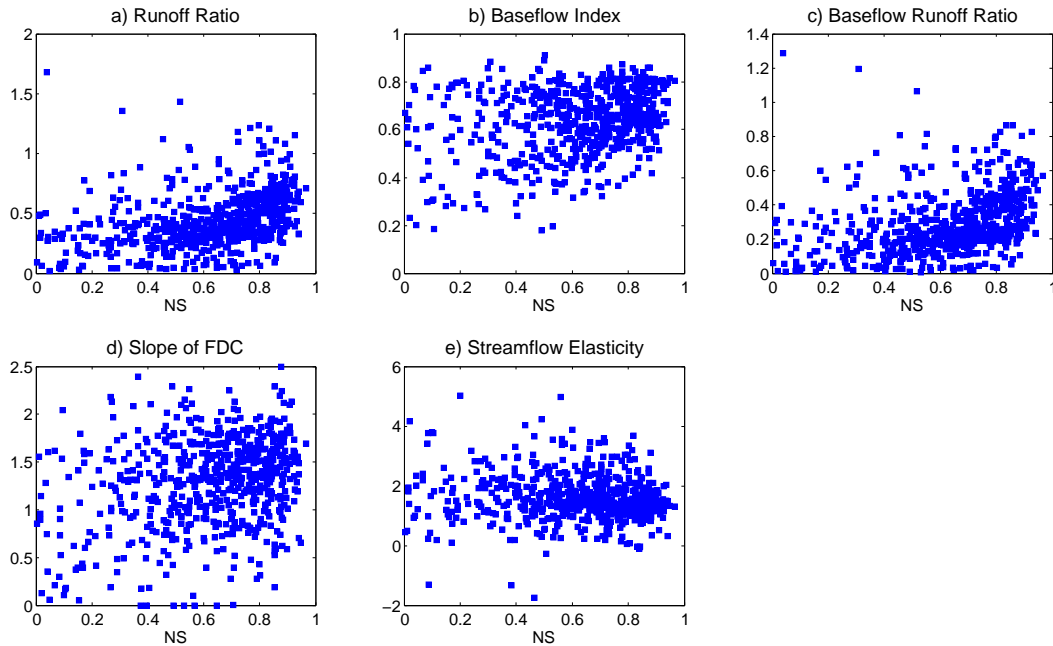 a) Runoff Ratio
2
1.5
1
0.5
0
0 0.2 0.4 0.6 0.8 1
NS
b) Baseflow Index
1
0.8
0.6
0.4
0.2
0
0 0.2 0.4 0.6 0.8 1
NS
c) Baseflow Runoff Ratio
1.4
1.2
1
0.8
0.6
0.4
0.2
0
0 0.2 0.4 0.6 0.8 1
NS
d) Slope of FDC
2.5
2
1.5
1
0.5
0
0 0.2 0.4 0.6 0.8 1
NS
e) Streamflow Elasticity
6
4
2
0
−2
0 0.2 0.4 0.6 0.8 1
NS